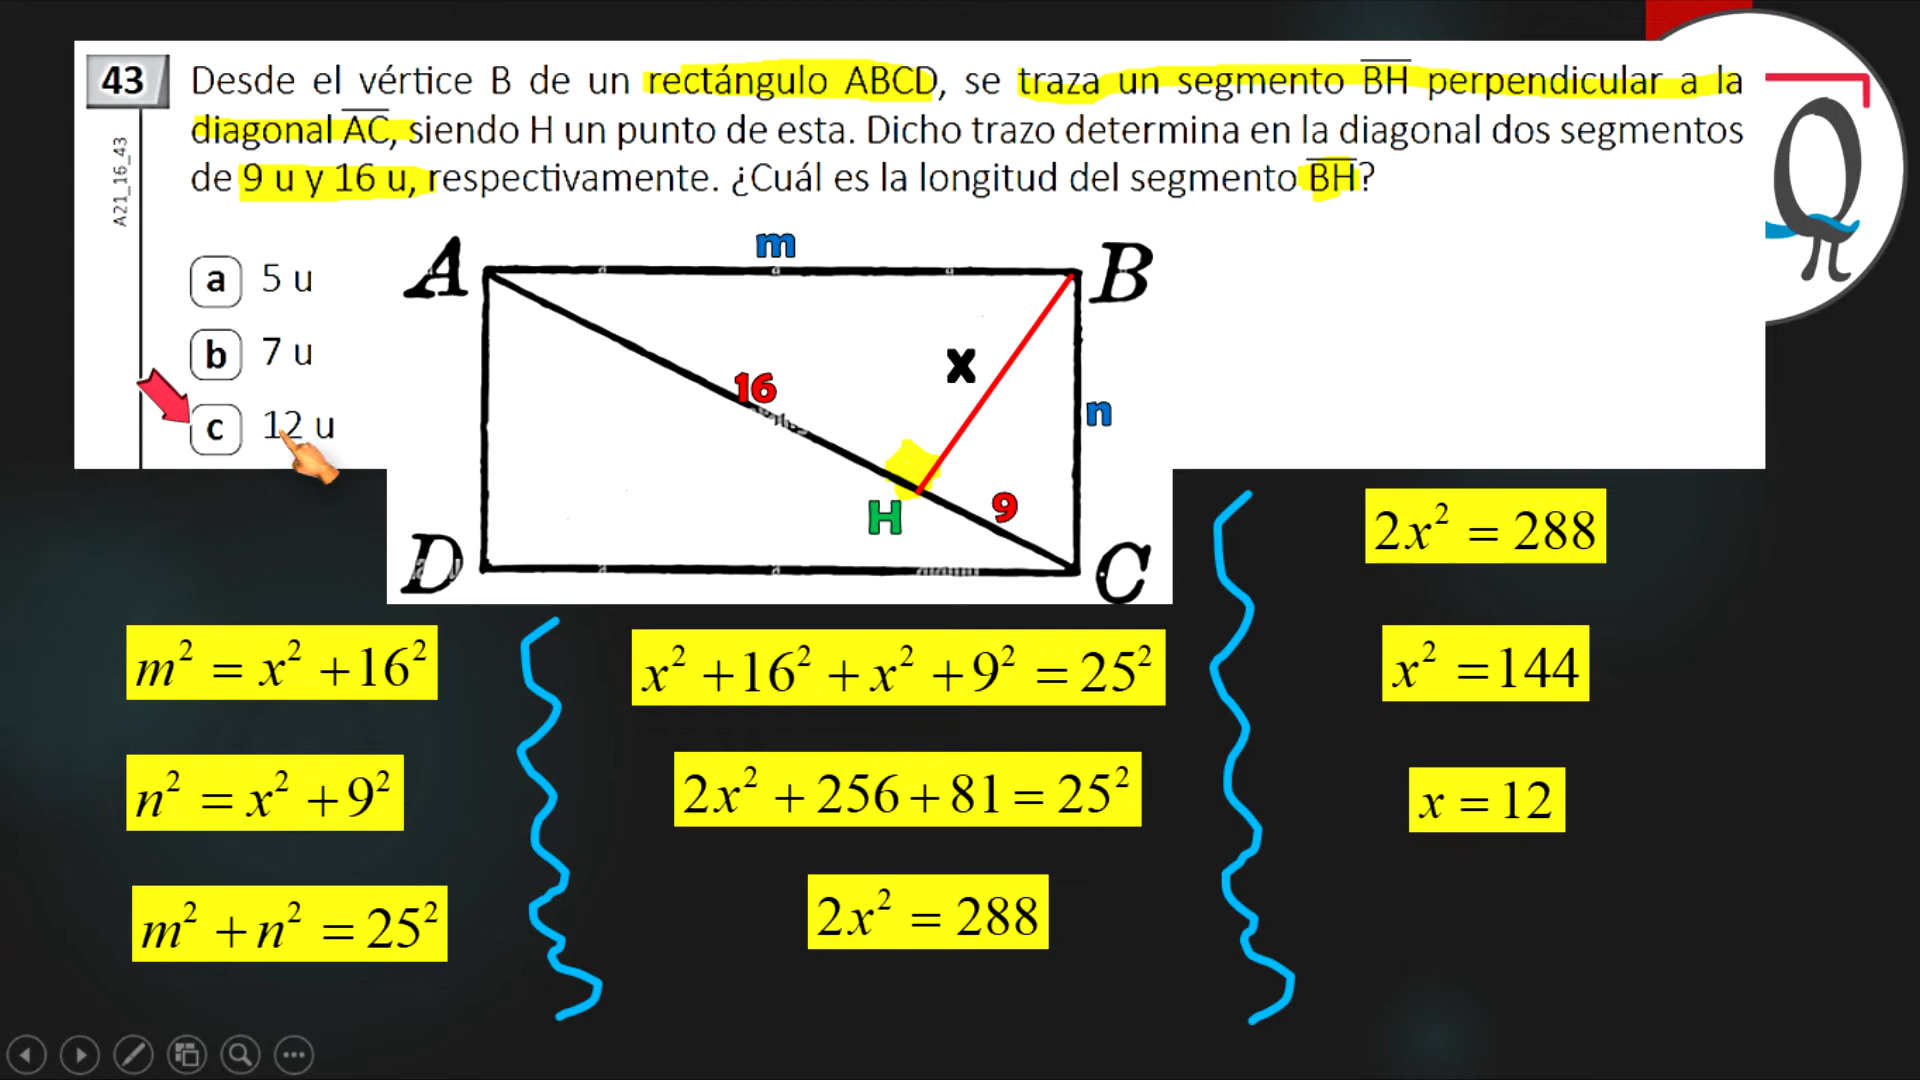 43
Desde el vértice B de un rectángulo ABCD, se traza un segmento B̅H̅ perpendicular a la
diagonal A̅C̅, siendo H un punto de esta. Dicho trazo determina en la diagonal dos segmentos
de 9 u y 16 u, respectivamente. ¿Cuál es la longitud del segmento B̅H̅?
A21_16_43
a 5 u
b 7 u
c 12 u
A
m
B
16
x
n
H
9
D
C
m² = x² + 16²
n² = x² + 9²
m² + n² = 25²
x² + 16² + x² + 9² = 25²
2x² + 256 + 81 = 25²
2x² = 288
2x² = 288
x² = 144
x = 12